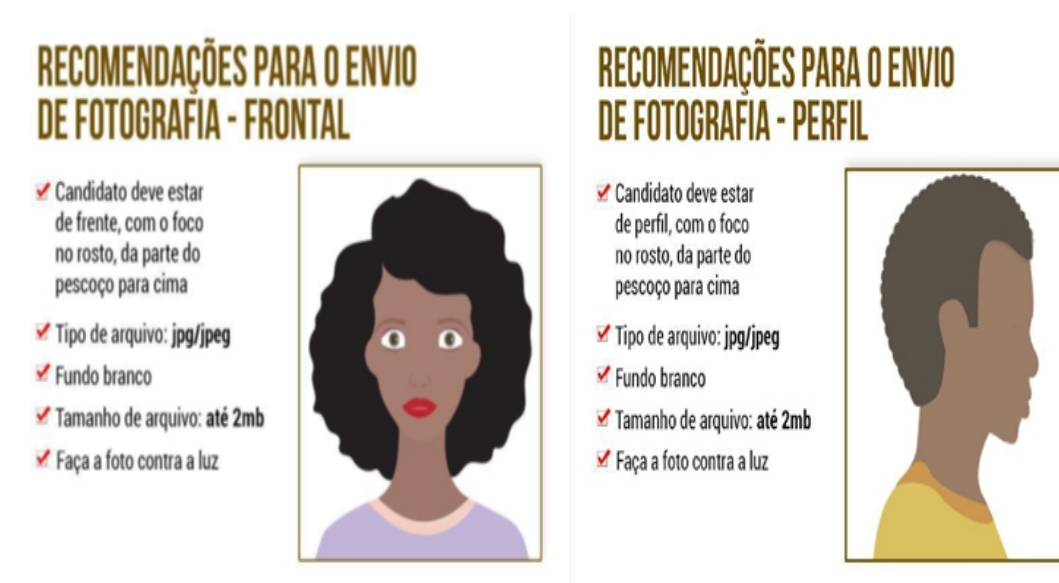 RECOMENDAÇÕES PARA O ENVIO
DE FOTOGRAFIA - FRONTAL
Candidato deve estar
de frente, com o foco
no rosto, da parte do
pescoço para cima
Tipo de arquivo: jpg/jpeg
Fundo branco
Tamanho de arquivo: até 2mb
Faça a foto contra a luz
RECOMENDAÇÕES PARA O ENVIO
DE FOTOGRAFIA - PERFIL
Candidato deve estar
de perfil, com o foco
no rosto, da parte do
pescoço para cima
Tipo de arquivo: jpg/jpeg
Fundo branco
Tamanho de arquivo: até 2mb
Faça a foto contra a luz